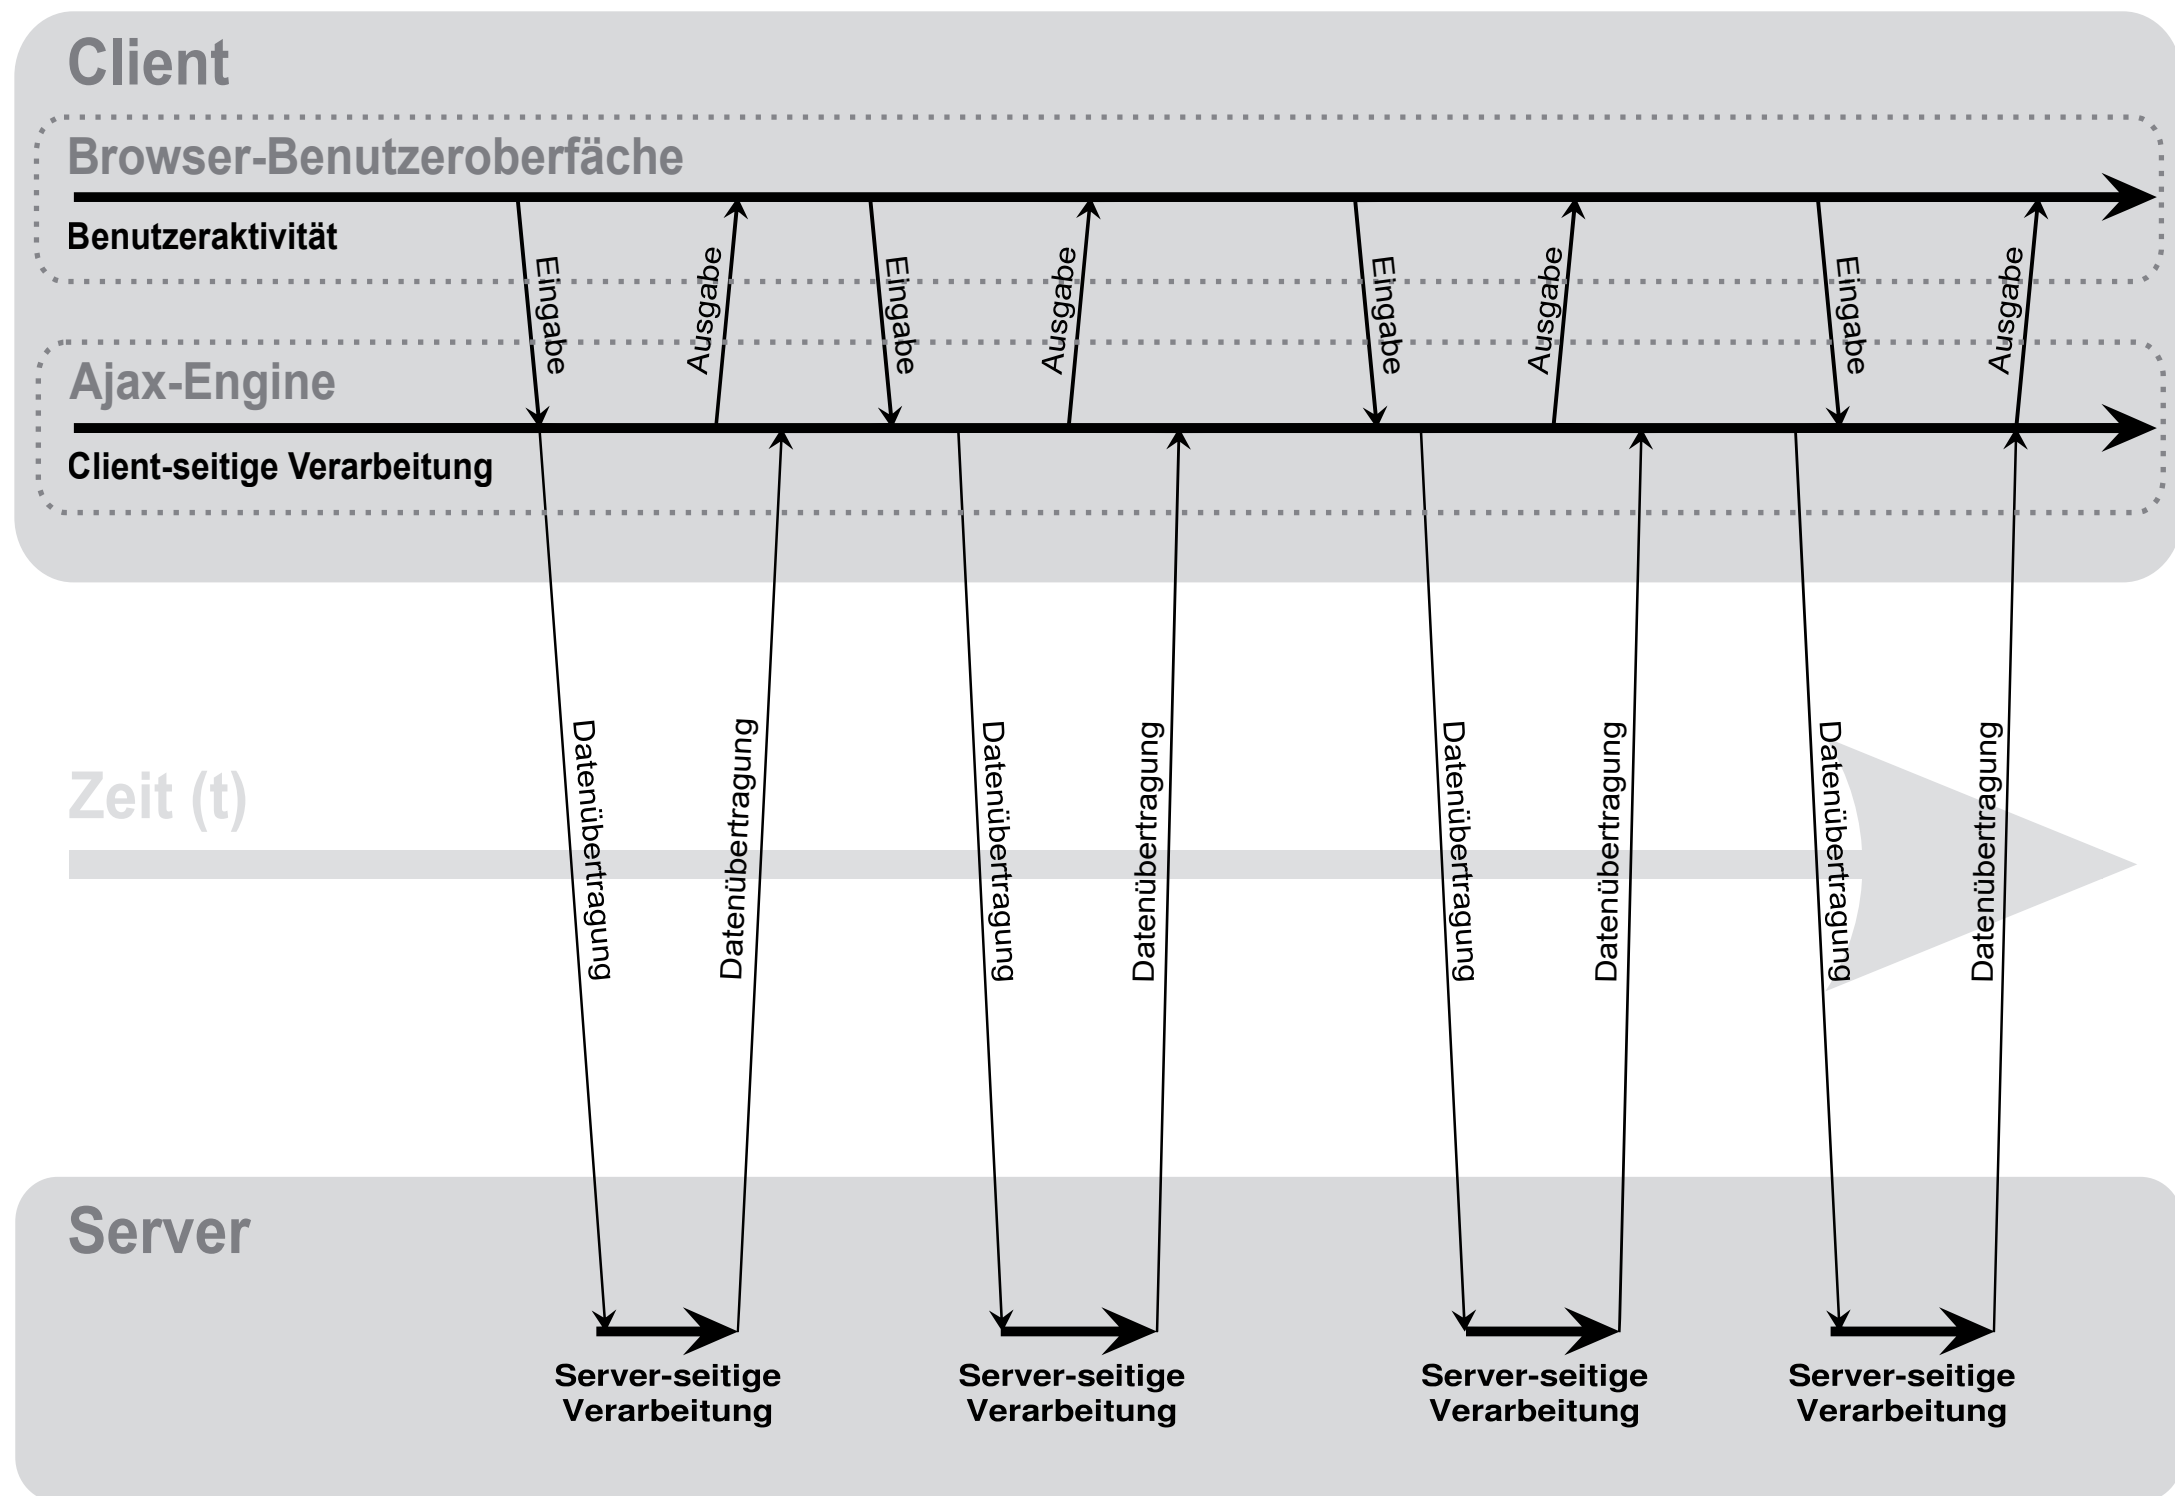 Client
Browser-Benutzeroberfäche
Benutzeraktivität
Eingabe
Ausgabe
Eingabe
Ausgabe
Eingabe
Ausgabe
Eingabe
Ausgabe
Ajax-Engine
Client-seitige Verarbeitung
Zeit (t)
Datenübertragung
Datenübertragung
Datenübertragung
Datenübertragung
Datenübertragung
Datenübertragung
Datenübertragung
Datenübertragung
Server
Server-seitige
Verarbeitung
Server-seitige
Verarbeitung
Server-seitige
Verarbeitung
Server-seitige
Verarbeitung